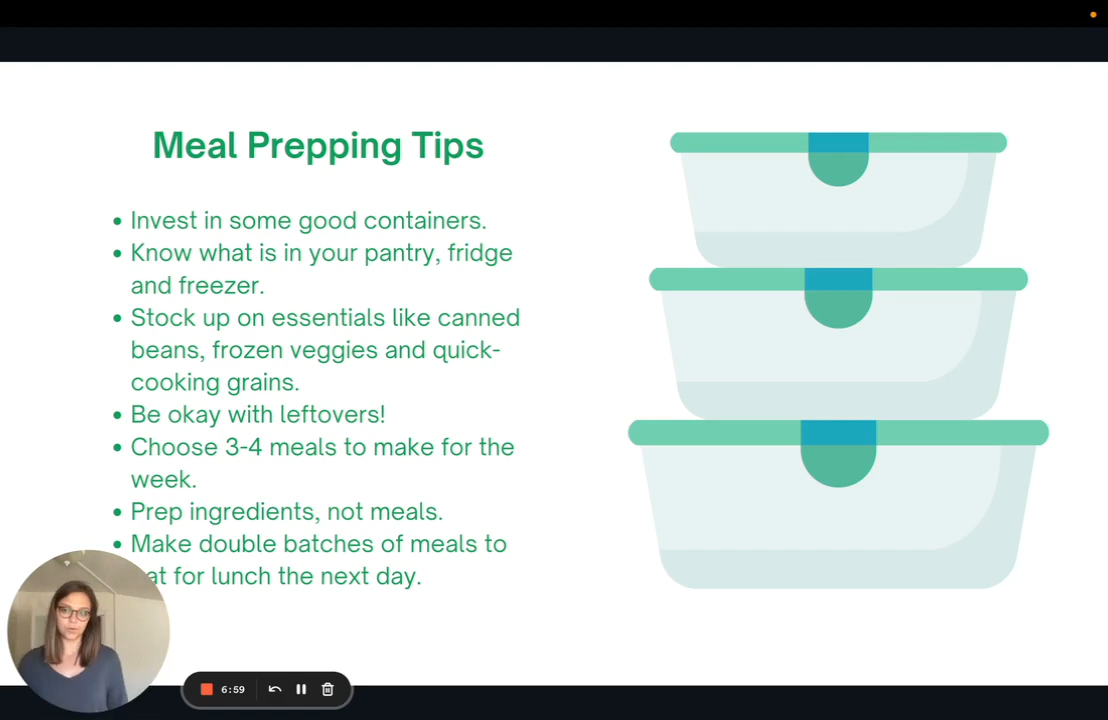 Meal Prepping Tips
• Invest in some good containers.
• Know what is in your pantry, fridge
and freezer.
• Stock up on essentials like canned
beans, frozen veggies and quick-
cooking grains.
• Be okay with leftovers!
• Choose 3-4 meals to make for the
week.
• Prep ingredients, not meals.
• Make double batches of meals to
for lunch the next day.
6:59